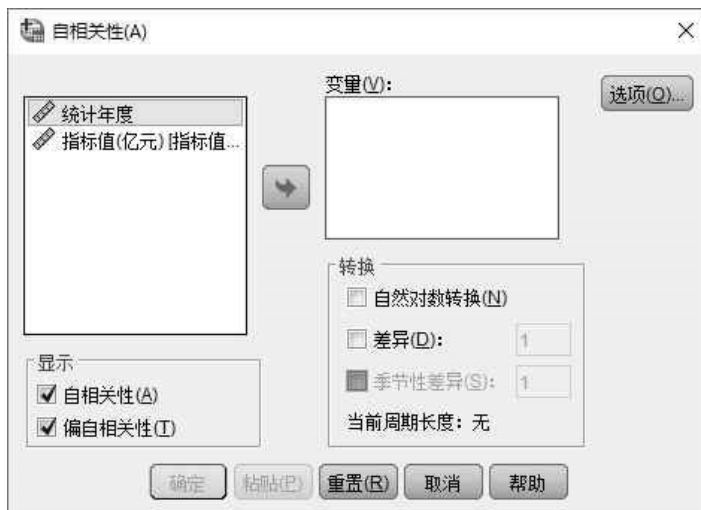 自相关性(A)
变量(V):
选项(O)...
统计年度
指标值(亿元) [指标值...
转换
自然对数转换(N)
差异(D):
1
季节性差异(S):
1
当前周期长度: 无
显示
自相关性(A)
偏自相关性(T)
确定
粘贴(P)
重置(R)
取消
帮助